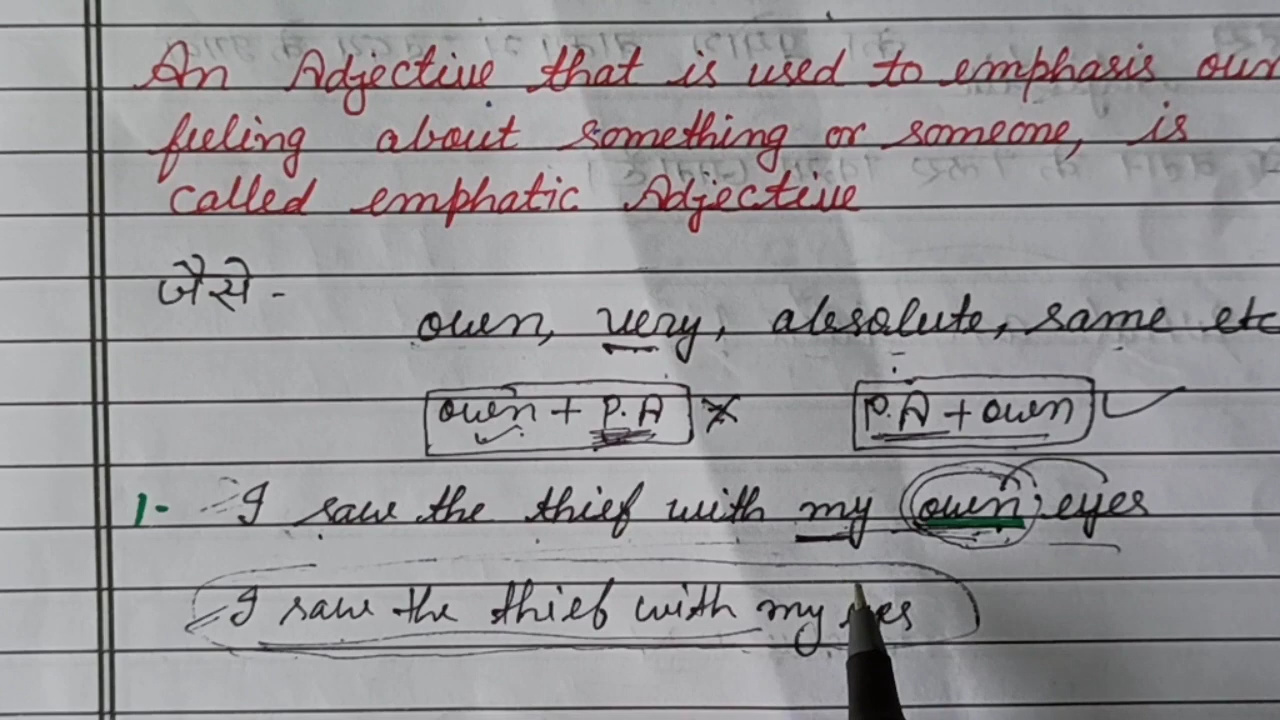 An Adjective that is used to emphasis our
feeling about something or someone, is
called emphatic Adjective
जैसे -
own, very, absolute, same etc
own + P.A × P.A + own ✓
1- I saw the thief with my own eyes
I saw the thief with my eyes